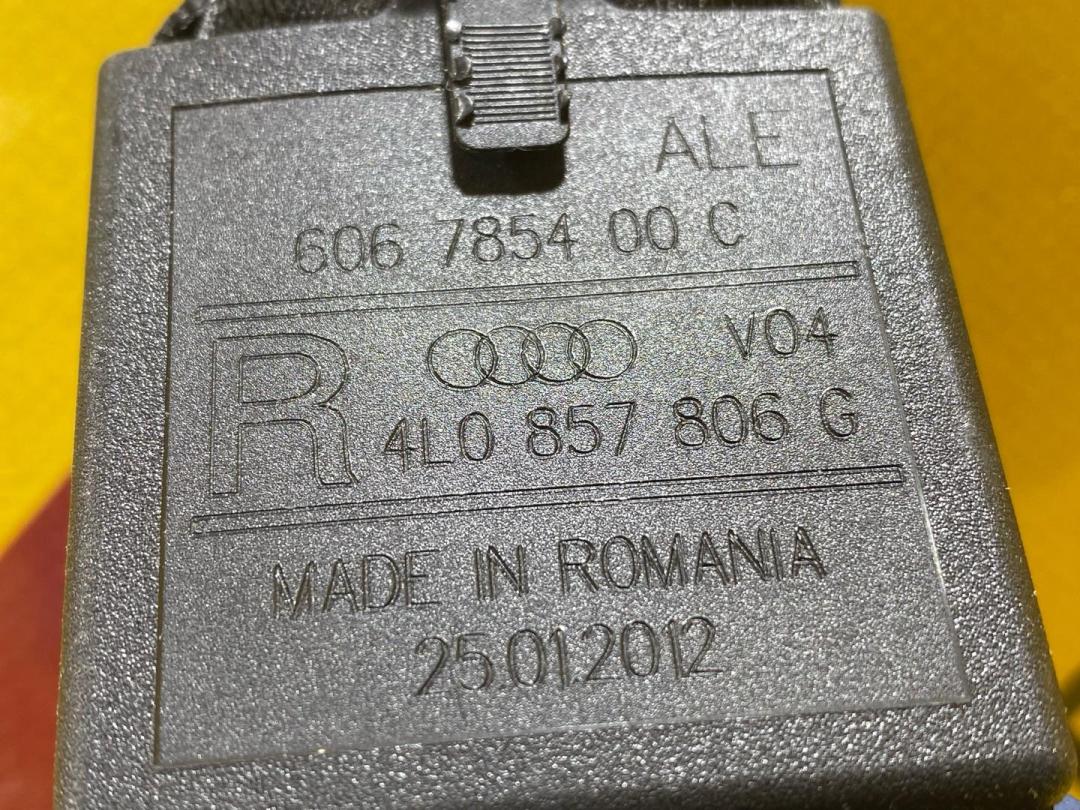 ALE
606 7854 00 C
R
V04
4L0 857 806 G
MADE IN ROMANIA
25.01.2012